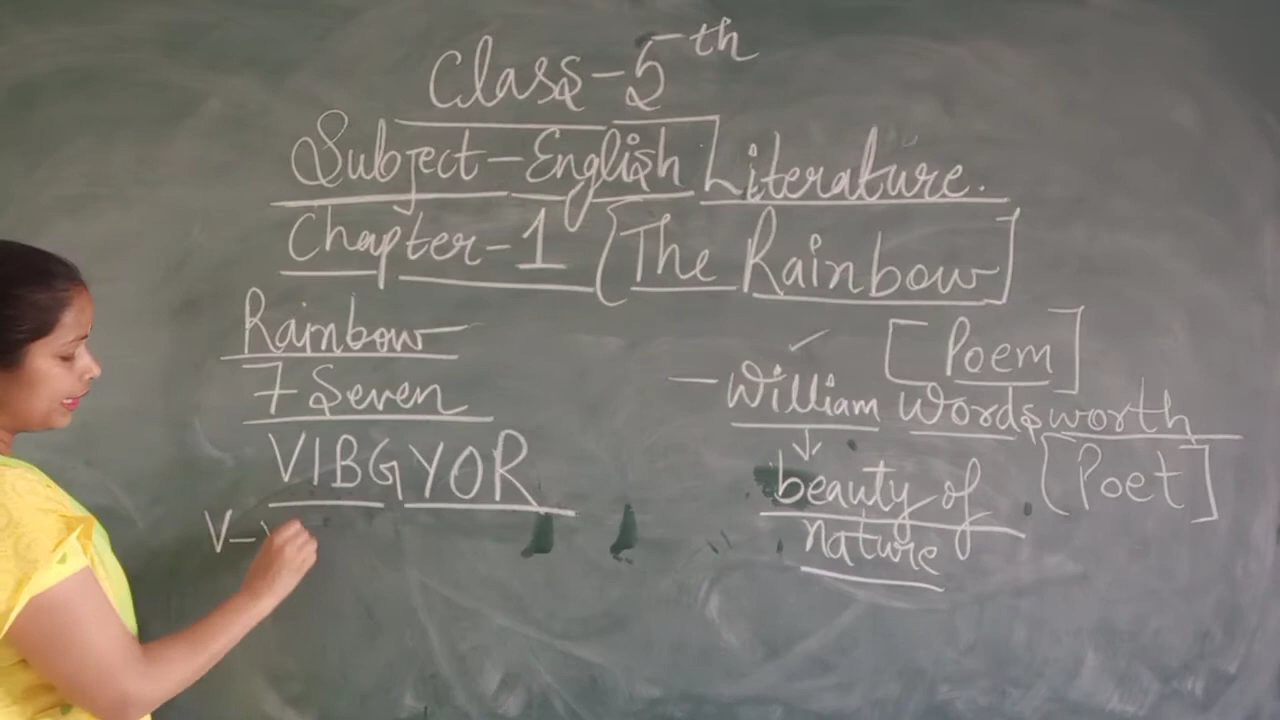 Class-5th
Subject-English Literature.
Chapter-1 [The Rainbow]
Rainbow
7 Seven
VIBGYOR
V-
[Poem]
- William Wordsworth
[Poet]
beauty of
nature